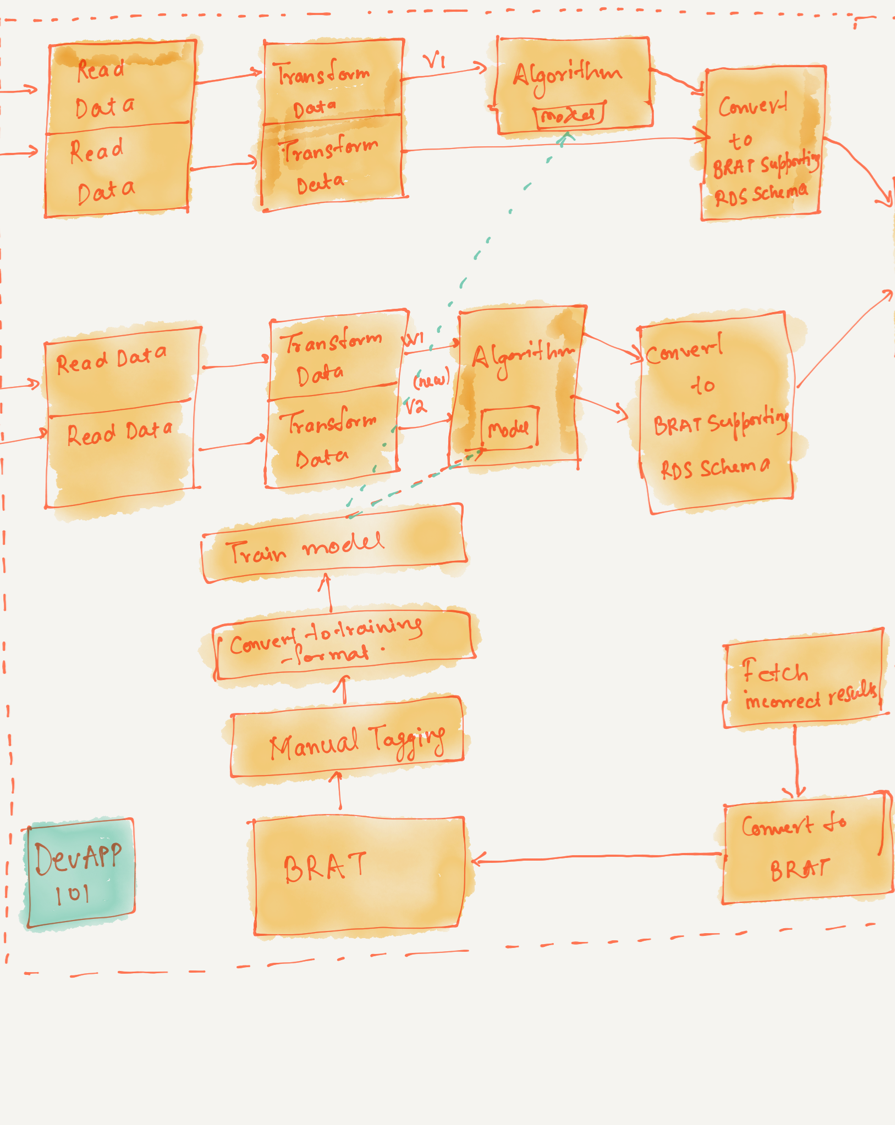 Read
Data
Read
Data
Transform
Data
Transform
Data
V1
Algorithm
Model
Convert
to
BRAT Supporting
RDS Schema
Read Data
Read Data
Transform
Data
Transform
Data
V1
(new)
V2
Algorithm
Model
Convert
to
BRAT Supporting
RDS Schema
Train model
Convert-to-training
-format.
Manual Tagging
BRAT
Fetch
incorrect results
Convert to
BRAT
DevAPP
101